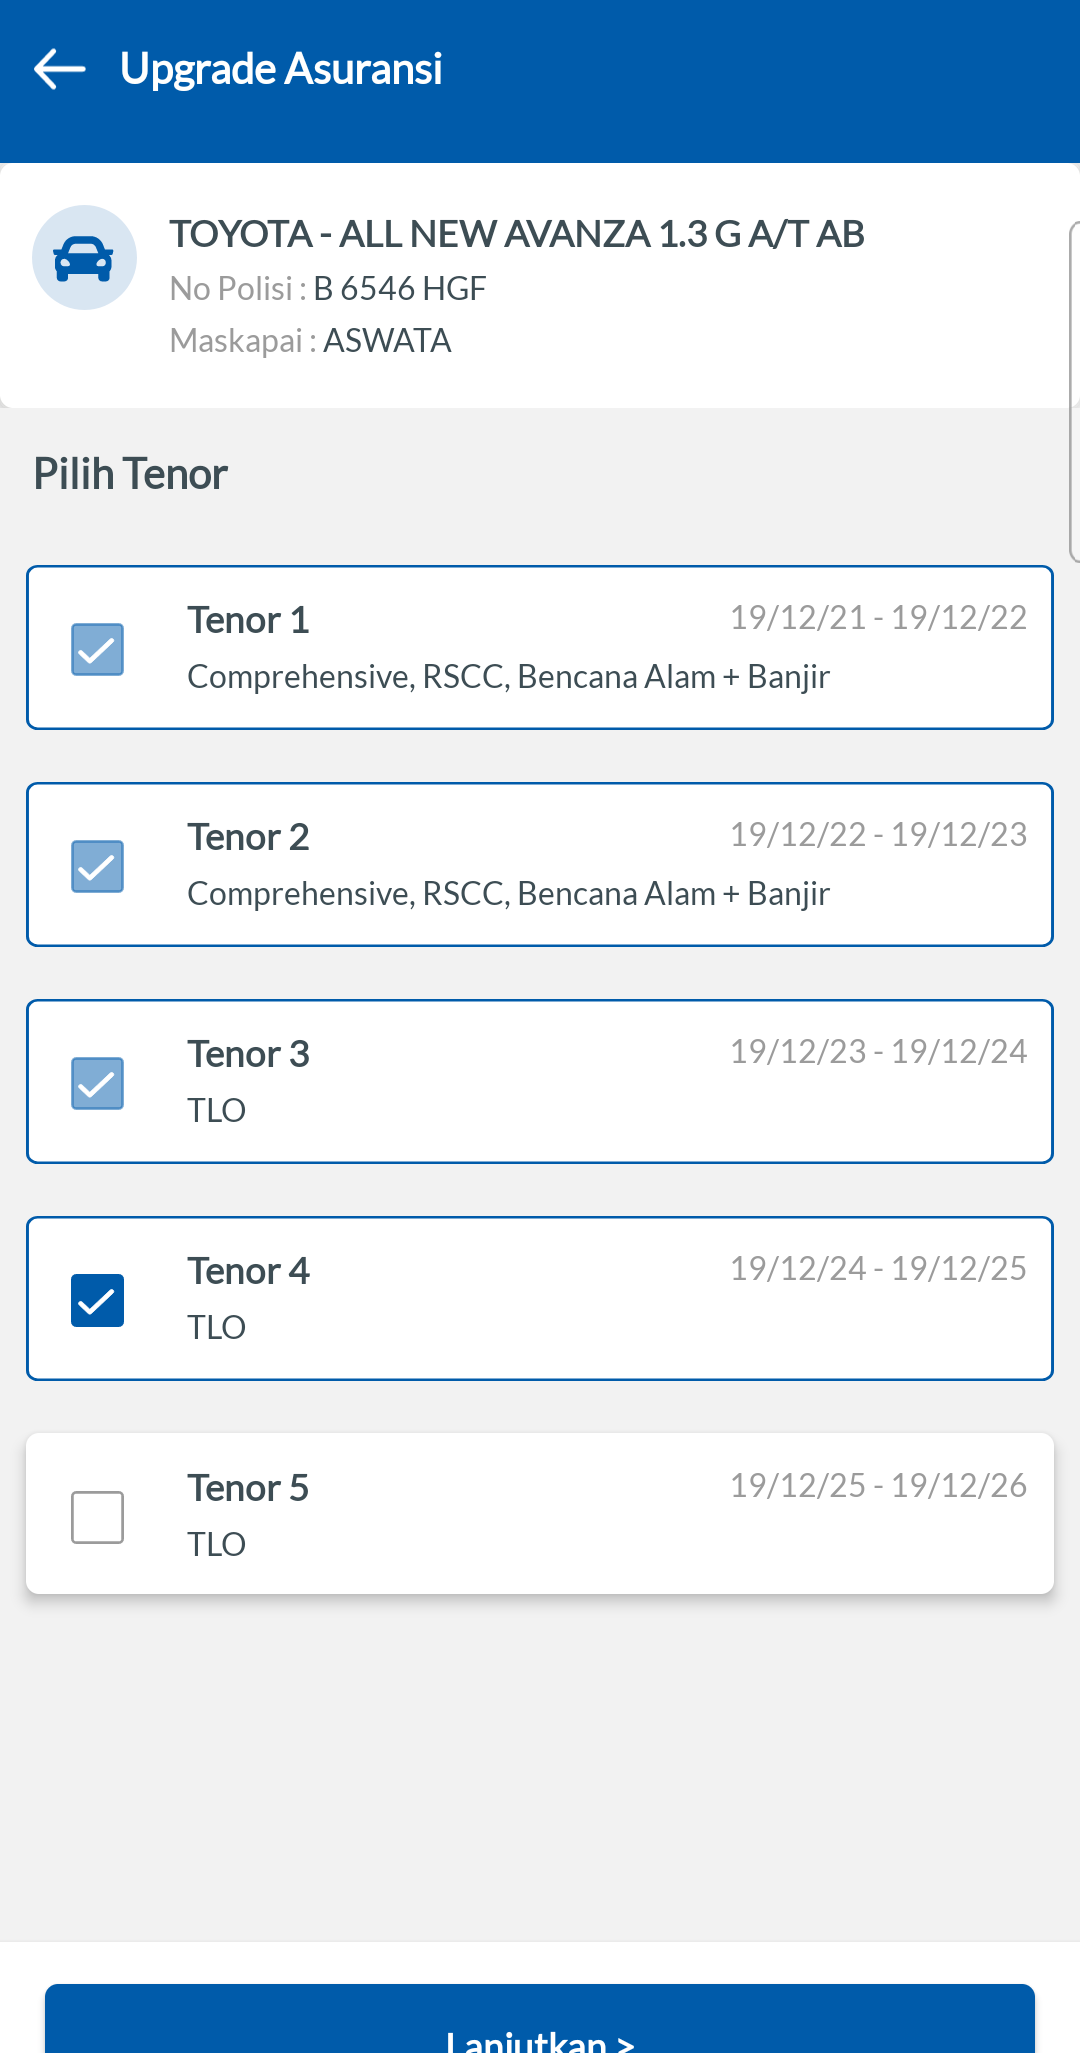 Upgrade Asuransi
TOYOTA - ALL NEW AVANZA 1.3 G A/T AB
No Polisi : B 6546 HGF
Maskapai : ASWATA
Pilih Tenor
Tenor 1 19/12/21 - 19/12/22
Comprehensive, RSCC, Bencana Alam + Banjir
Tenor 2 19/12/22 - 19/12/23
Comprehensive, RSCC, Bencana Alam + Banjir
Tenor 3 19/12/23 - 19/12/24
TLO
Tenor 4 19/12/24 - 19/12/25
TLO
Tenor 5 19/12/25 - 19/12/26
TLO
Lanjutkan >